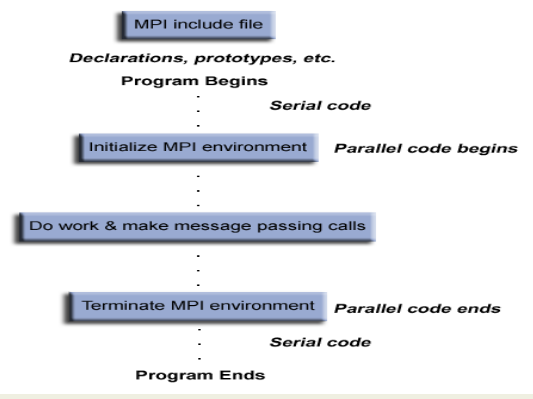 MPI include file
Declarations, prototypes, etc.
Program Begins
Serial code
Initialize MPI environment
Parallel code begins
Do work & make message passing calls
Terminate MPI environment
Parallel code ends
Serial code
Program Ends